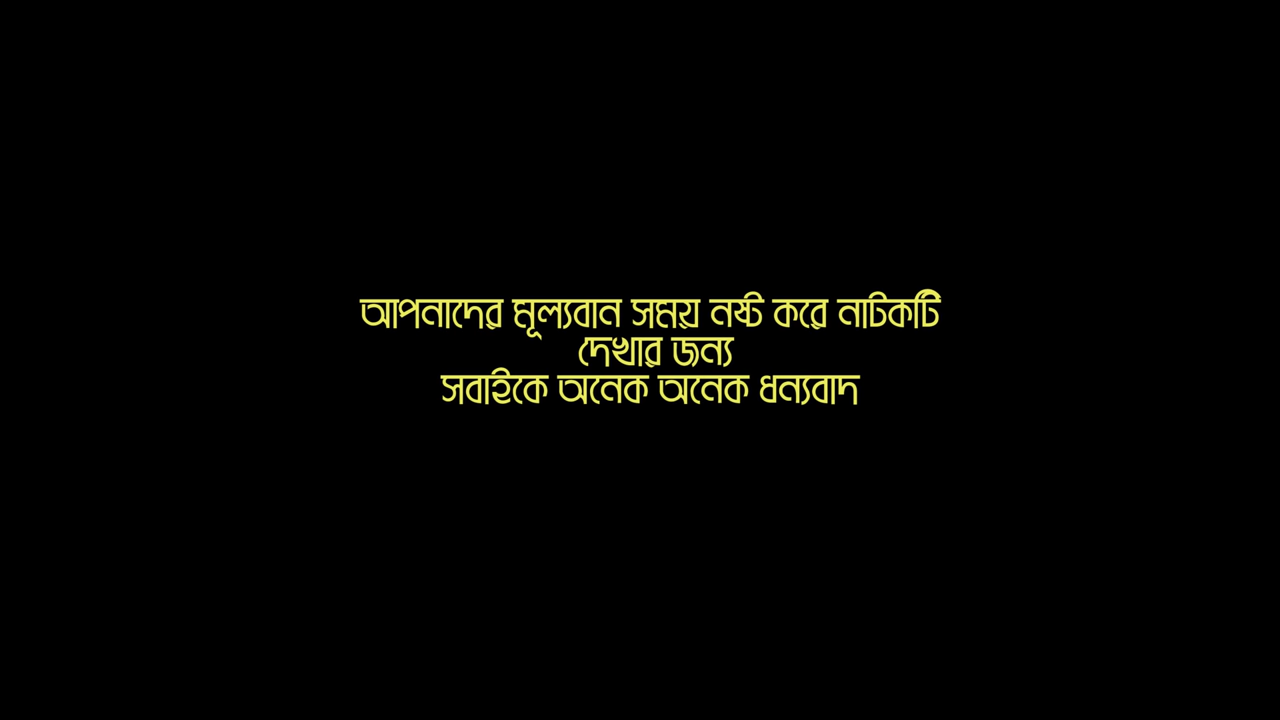 আপনাদের মূল্যবান সময় নষ্ট করে নাটকটি
দেখার জন্য
সবাইকে অনেক অনেক ধন্যবাদ